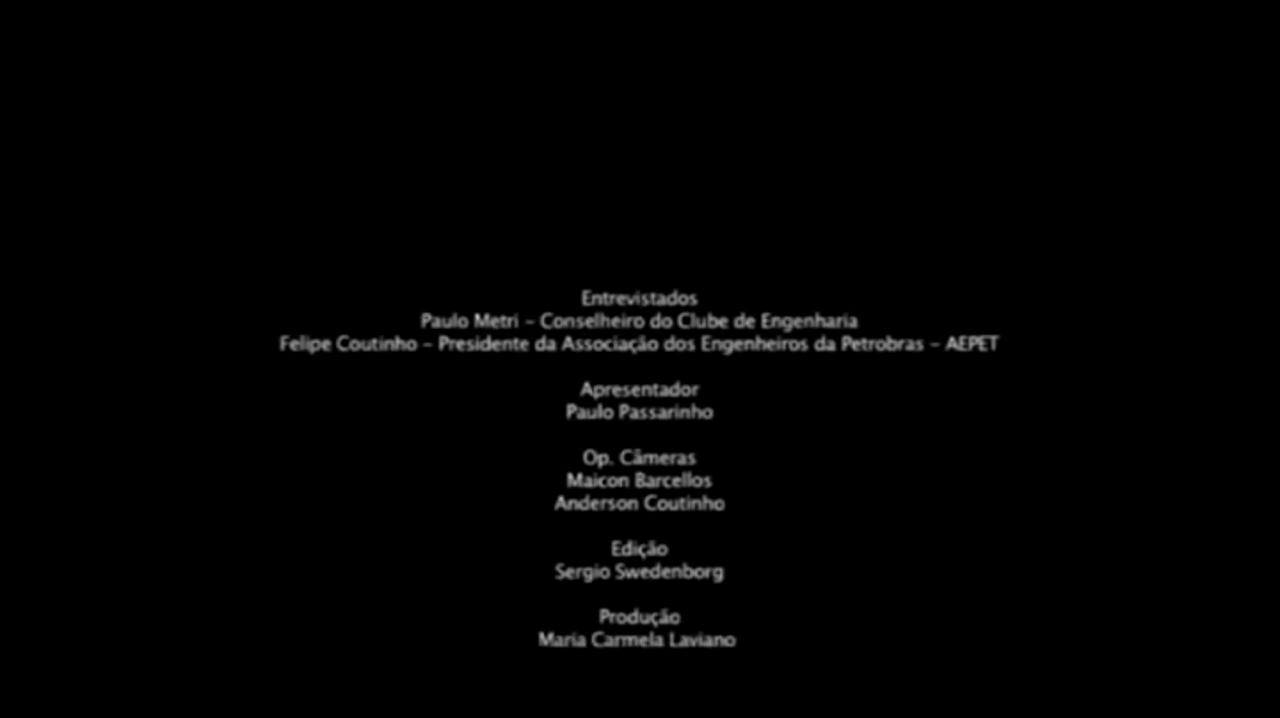 Entrevistados
Paulo Metri – Conselheiro do Clube de Engenharia
Felipe Coutinho – Presidente da Associação dos Engenheiros da Petrobras – AEPET
Apresentador
Paulo Passarinho
Op. Câmeras
Maicon Barcellos
Anderson Coutinho
Edição
Sergio Swedenborg
Produção
Maria Carmela Laviano